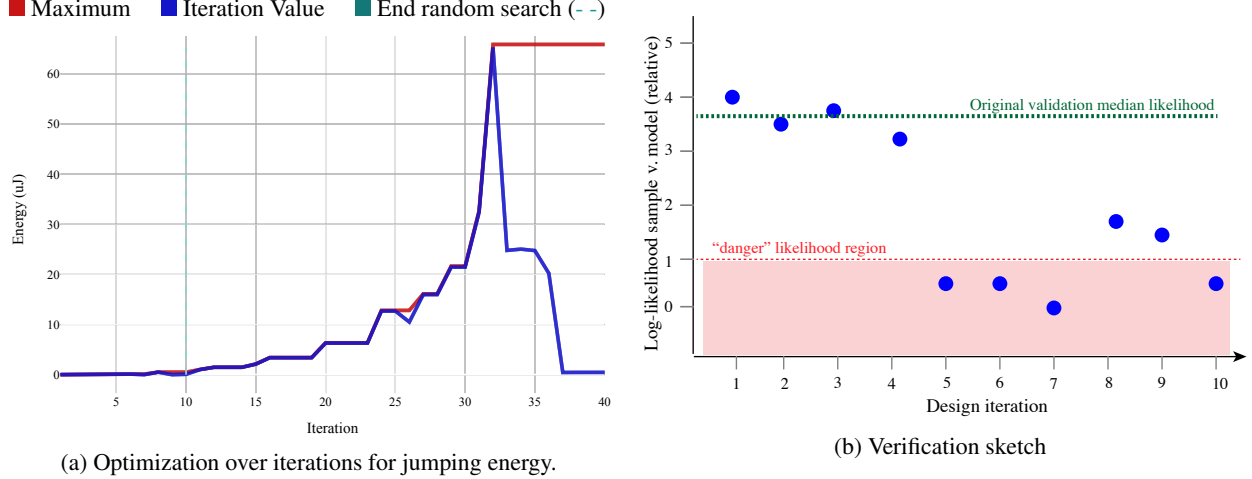 Maximum Iteration Value End random search (- -)
60
50
40
30
20
10
0
Energy (uJ)
5 10 15 20 25 30 35 40
Iteration
(a) Optimization over iterations for jumping energy.
Log-likelihood sample v. model (relative)
5
4
3
2
1
0
Original validation median likelihood
“danger” likelihood region
1 2 3 4 5 6 7 8 9 10
Design iteration
(b) Verification sketch